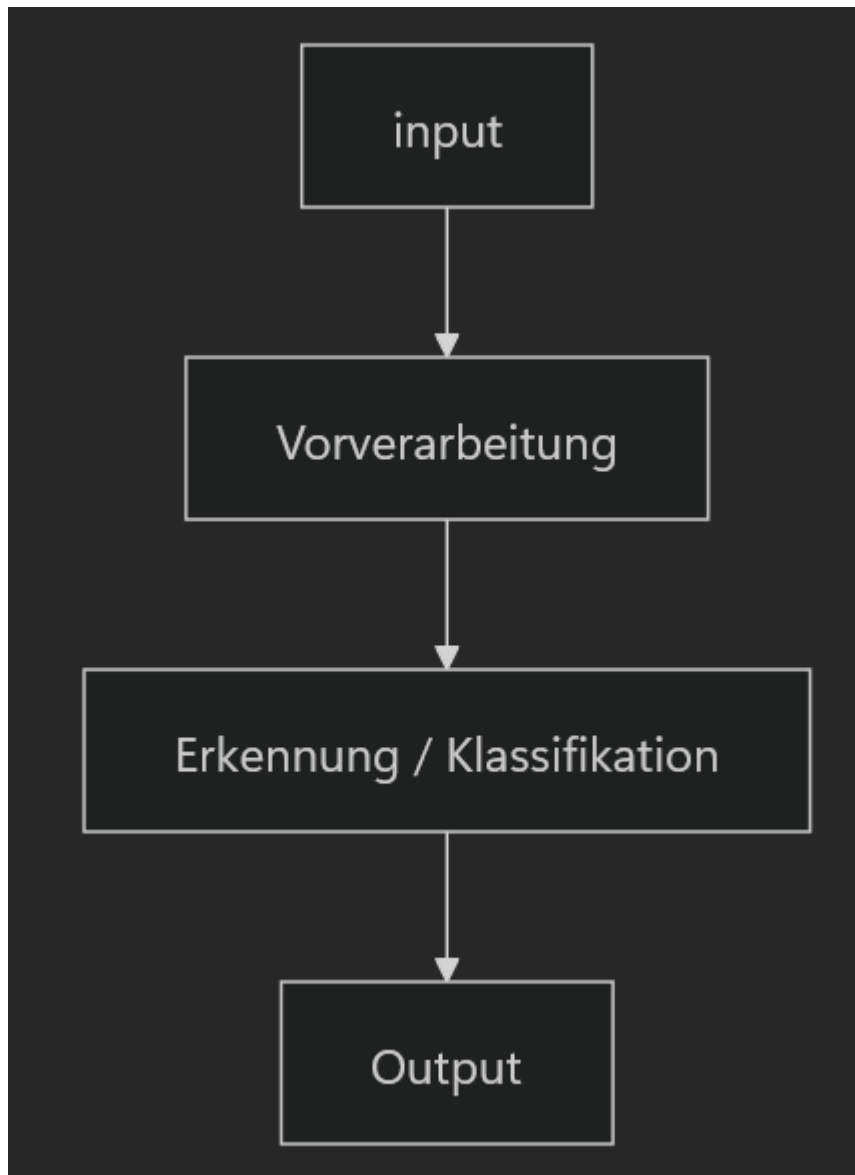 input
Vorverarbeitung
Erkennung / Klassifikation
Output